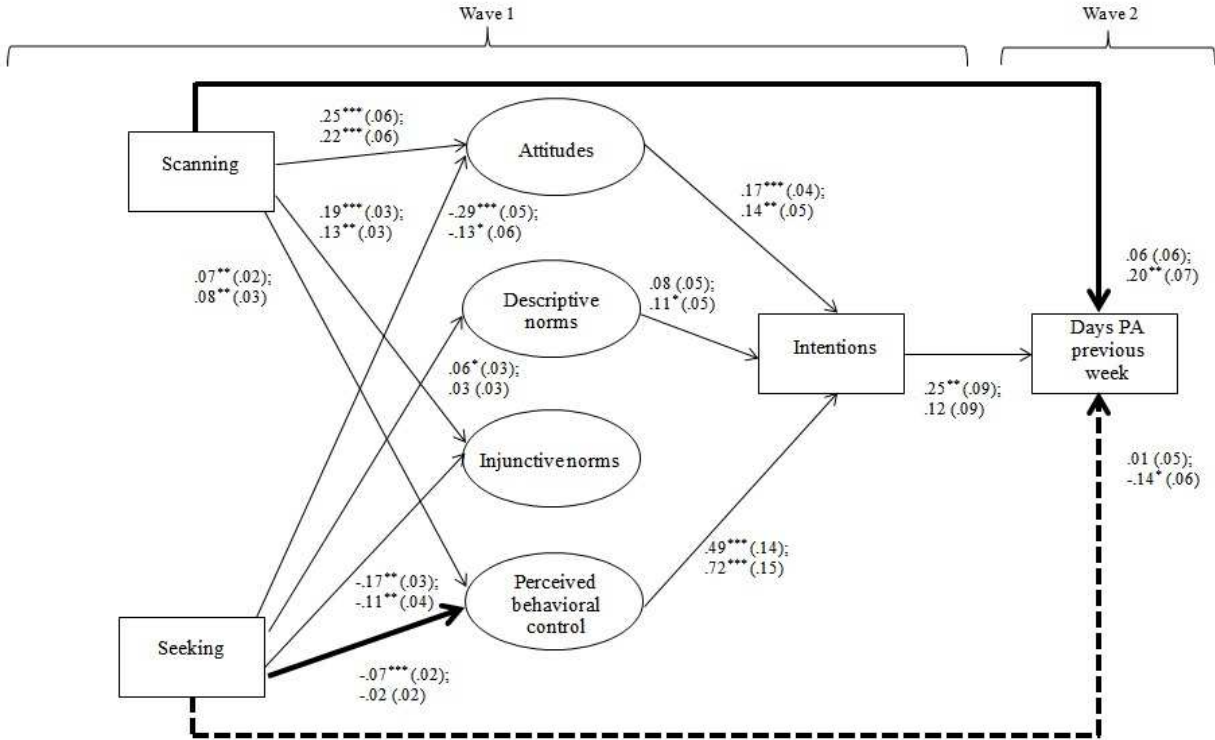 Wave 1
Wave 2
.25***(.06);
.22***(.06)
Scanning
Attitudes
.19***(.03);
.13**(.03)
-.29***(.05);
-.13*(.06)
.17***(.04);
.14**(.05)
.07**(.02);
.08**(.03)
.06 (.06);
.20**(.07)
Descriptive
norms
.08 (.05);
.11*(.05)
Intentions
Days PA
previous
week
.06*(.03);
.03 (.03)
.25**(.09);
.12 (.09)
Injunctive norms
.01 (.05);
-.14*(.06)
-.17**(.03);
-.11**(.04)
Perceived
behavioral
control
.49***(.14);
.72***(.15)
Seeking
-.07***(.02);
-.02 (.02)